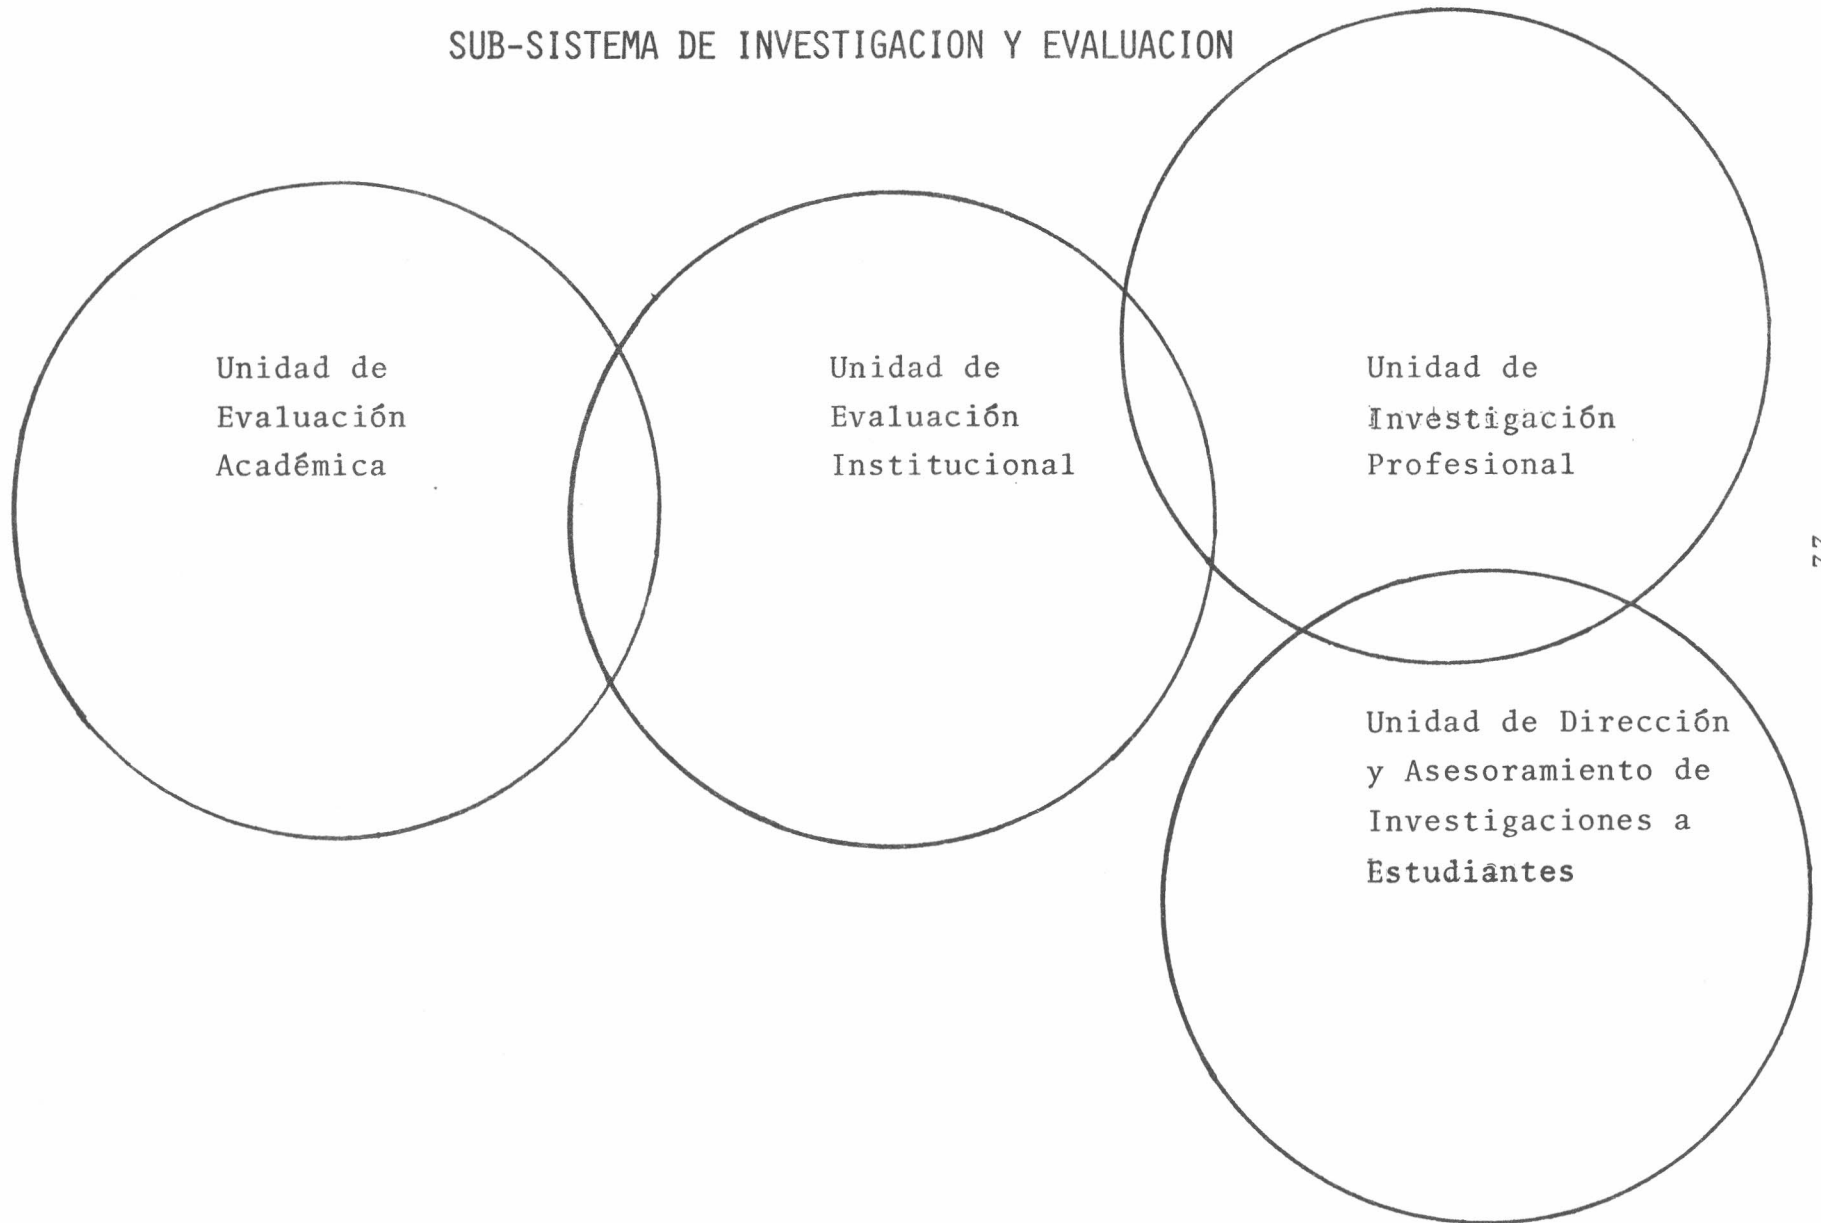 SUB-SISTEMA DE INVESTIGACION Y EVALUACION
Unidad de
Evaluación
Académica
Unidad de
Evaluación
Institucional
Unidad de
Investigación
Profesional
Unidad de Dirección
y Asesoramiento de
Investigaciones a
Estudiantes